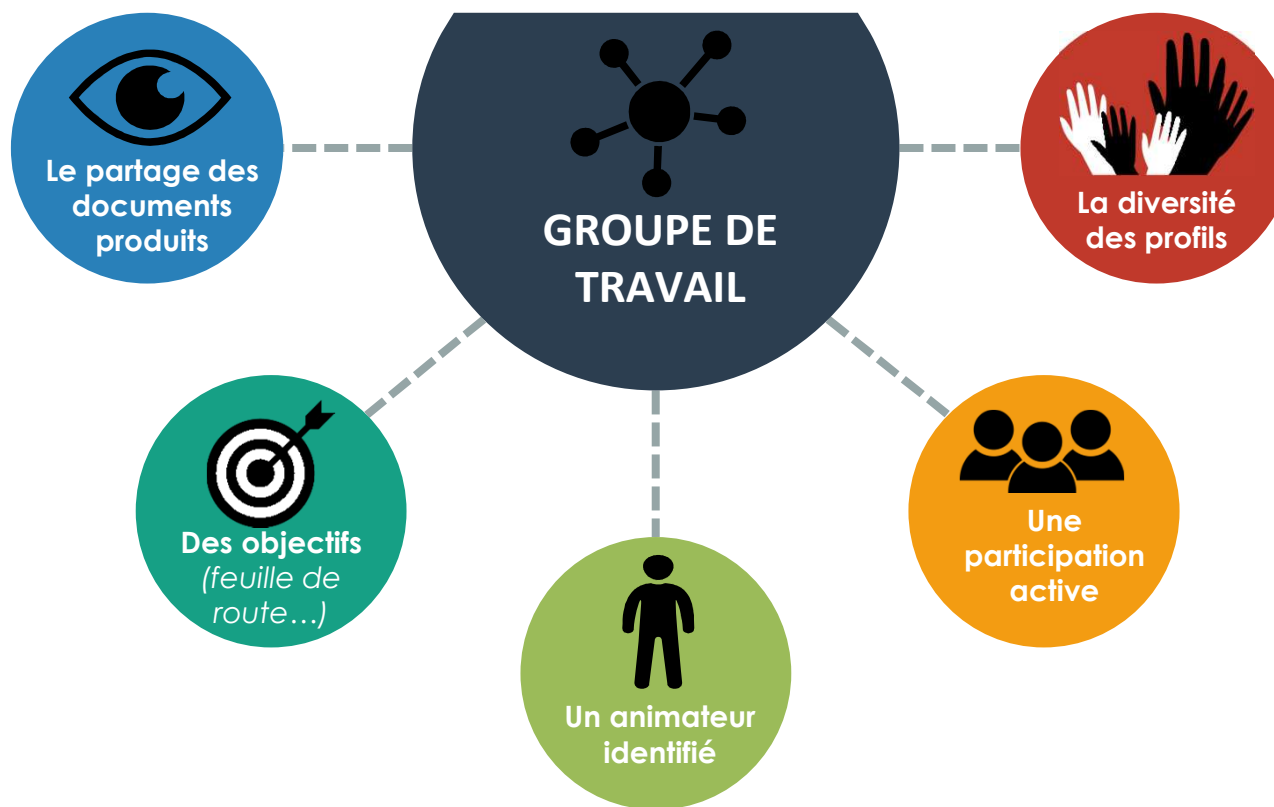 GROUPE DE
TRAVAIL
Le partage des
documents
produits
La diversité
des profils
Des objectifs
(feuille de
route…)
Une
participation
active
Un animateur
identifié